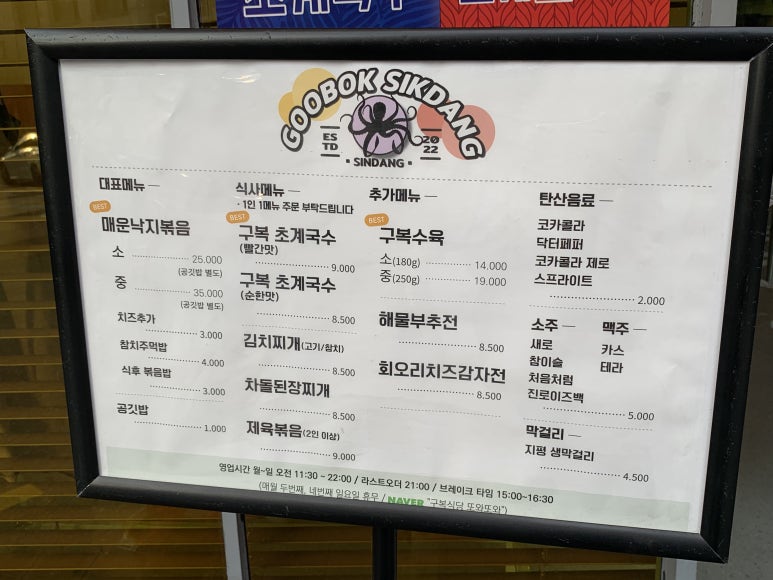 초계국수
GOOBOK SIKDANG
ES
TD
20
22
• SINDANG •
대표메뉴 —
BEST
매운낙지볶음
소 25.000
(공깃밥 별도)
중 35.000
(공깃밥 별도)
치즈추가
3.000
참치주먹밥
4.000
식후 볶음밥
3.000
공깃밥
1.000
식사메뉴 —
· 1인 1메뉴 주문 부탁드립니다
BEST
구복 초계국수
(빨간맛)
9.000
구복 초계국수
(순한맛)
8.500
김치찌개(고기/참치)
8.500
차돌된장찌개
8.500
제육볶음(2인 이상)
9.000
추가메뉴 —
BEST
구복수육
소(180g) 14.000
중(250g) 19.000
해물부추전
8.500
회오리치즈감자전
8.500
탄산음료 —
코카콜라
닥터페퍼
코카콜라 제로
스프라이트
2.000
소주 —
새로
참이슬
처음처럼
진로이즈백
맥주 —
카스
테라
5.000
막걸리 —
지평 생막걸리
4.500
영업시간 월~일 오전 11:30 ~ 22:00 / 라스트오더 21:00 / 브레이크 타임 15:00~16:30
(매월 두번째, 네번째 일요일 휴무 / NAVER "구복식당 또와또와")